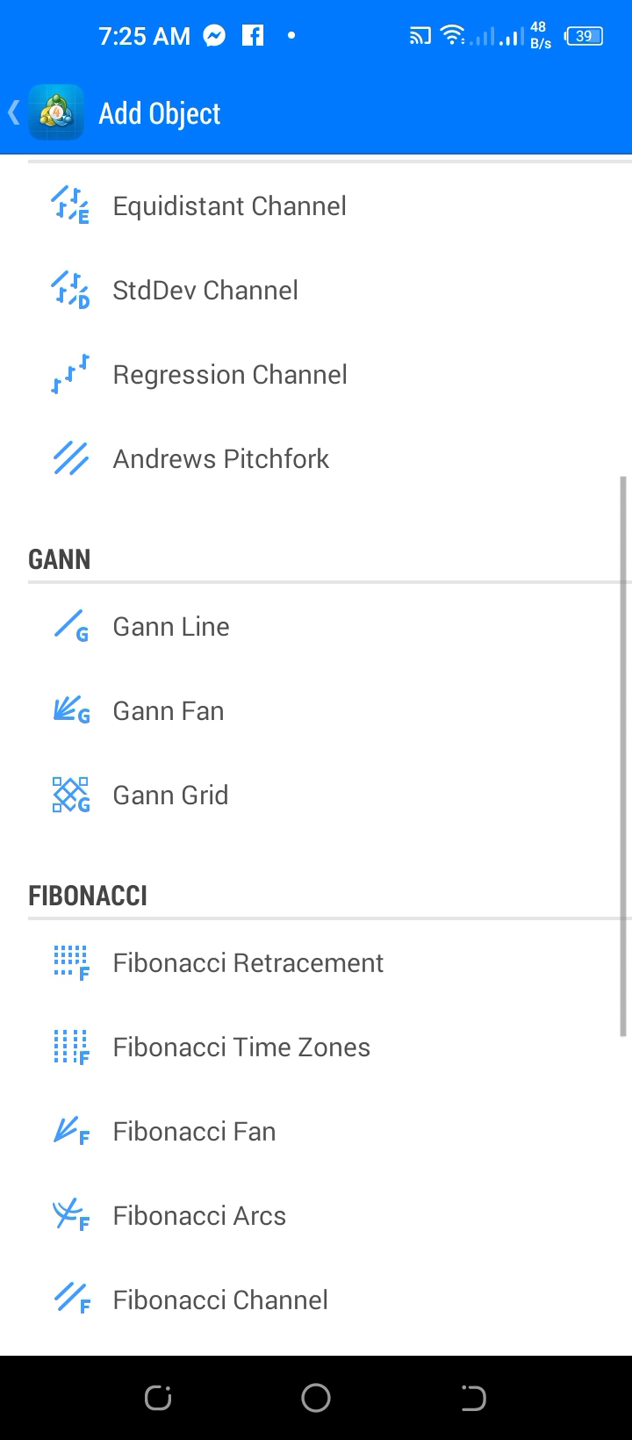 7:25 AM
48
B/s
39
Add Object
Equidistant Channel
StdDev Channel
Regression Channel
Andrews Pitchfork
GANN
Gann Line
Gann Fan
Gann Grid
FIBONACCI
Fibonacci Retracement
Fibonacci Time Zones
Fibonacci Fan
Fibonacci Arcs
Fibonacci Channel